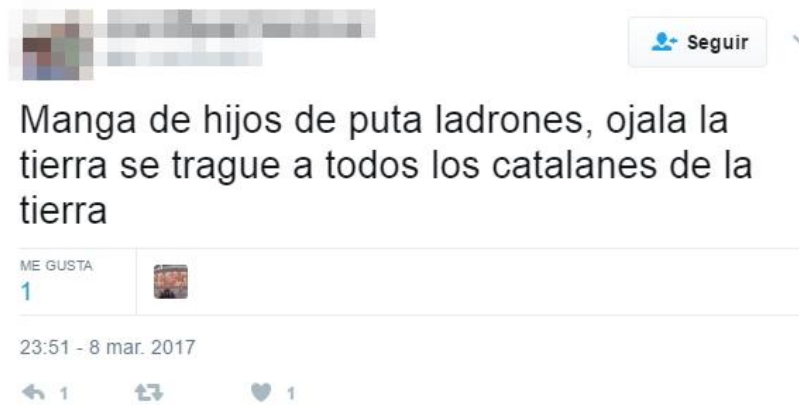 Seguir
Manga de hijos de puta ladrones, ojala la
tierra se trague a todos los catalanes de la
tierra
ME GUSTA
1
23:51 - 8 mar. 2017
1
1